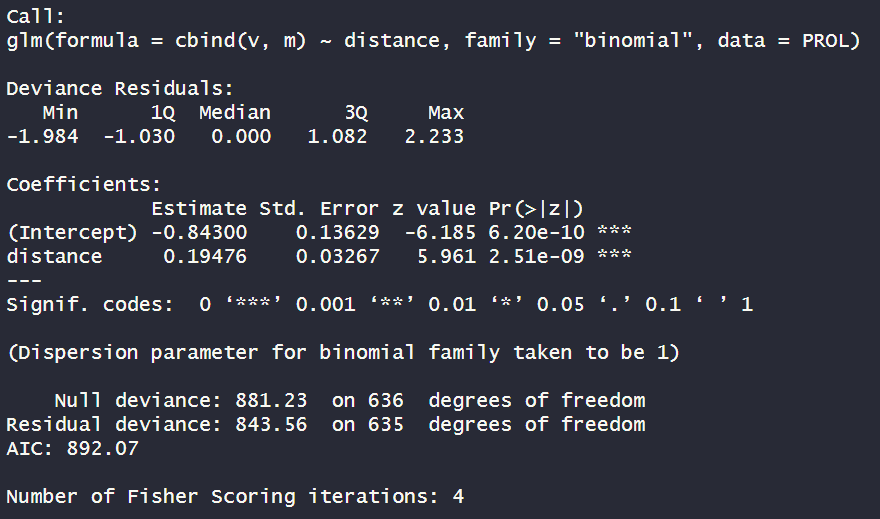 Call:
glm(formula = cbind(v, m) ~ distance, family = "binomial", data = PROL)
Deviance Residuals:
Min 1Q Median 3Q Max
-1.984 -1.030 0.000 1.082 2.233
Coefficients:
Estimate Std. Error z value Pr(>|z|)
(Intercept) -0.84300 0.13629 -6.185 6.20e-10 ***
distance 0.19476 0.03267 5.961 2.51e-09 ***
---
Signif. codes: 0 ‘***’ 0.001 ‘**’ 0.01 ‘*’ 0.05 ‘.’ 0.1 ‘ ’ 1
(Dispersion parameter for binomial family taken to be 1)
Null deviance: 881.23 on 636 degrees of freedom
Residual deviance: 843.56 on 635 degrees of freedom
AIC: 892.07
Number of Fisher Scoring iterations: 4